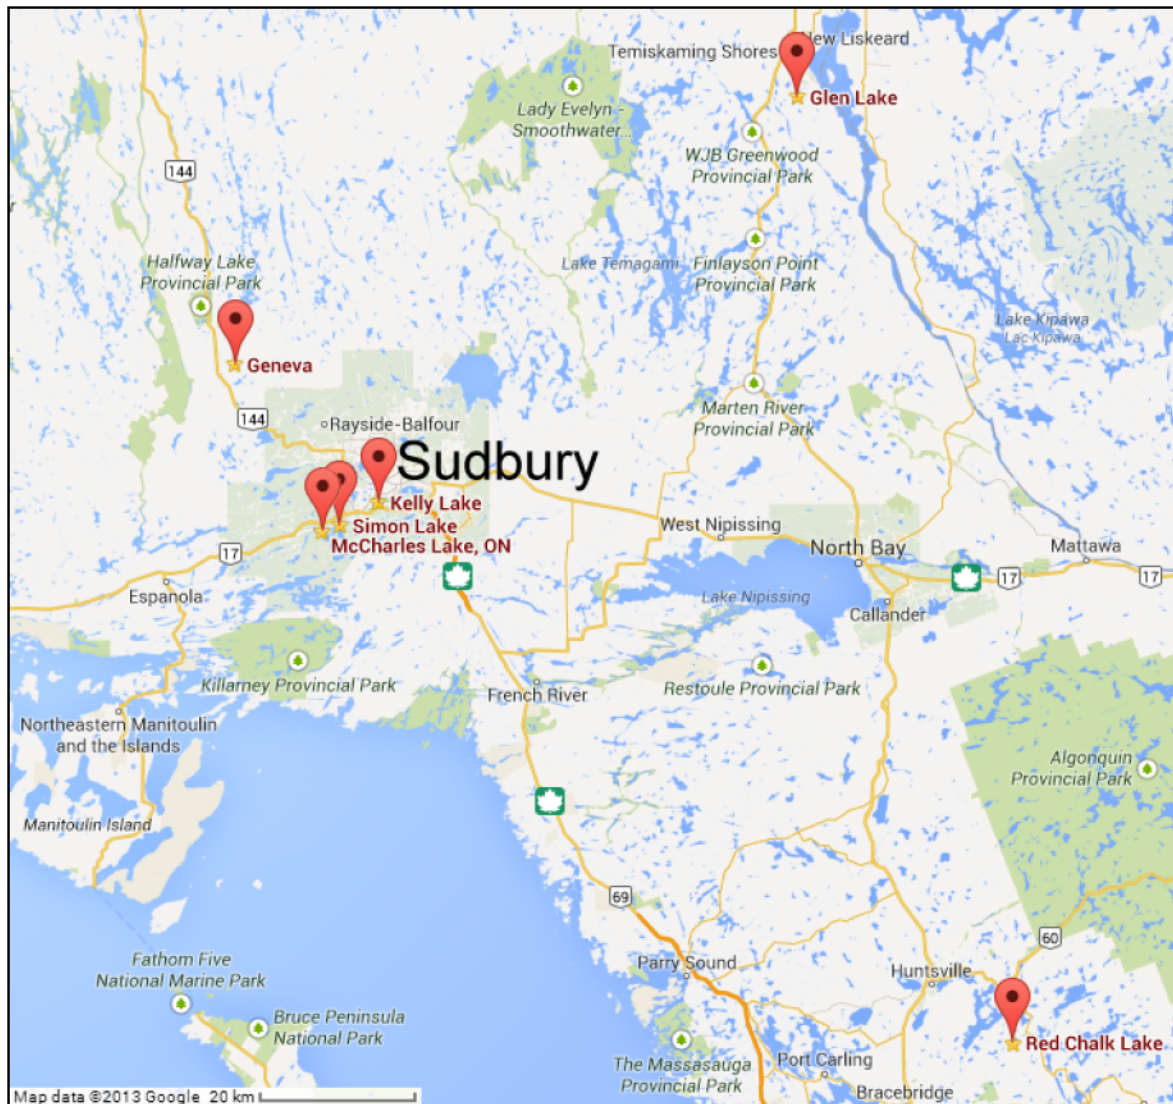 New Liskeard
Temiskaming Shores
Glen Lake
Lady Evelyn -
Smoothwater...
WJB Greenwood
Provincial Park
144
Halfway Lake
Provincial Park
Lake Temagami
Finlayson Point
Provincial Park
Lake Kipawa
Lac Kipawa
Geneva
144
Rayside-Balfour
Marten River
Provincial Park
Sudbury
Kelly Lake
Simon Lake
McCharles Lake, ON
West Nipissing
North Bay
Mattawa
17
17
17
Espanola
Lake Nipissing
Callander
Killarney Provincial Park
French River
Restoule Provincial Park
Northeastern Manitoulin
and the Islands
Algonquin
Provincial Park
Manitoulin Island
69
60
Fathom Five
National Marine Park
Parry Sound
Huntsville
Bruce Peninsula
National Park
Red Chalk Lake
The Massasauga
Provincial Park
Port Carling
Bracebridge
Map data ©2013 Google 20 km